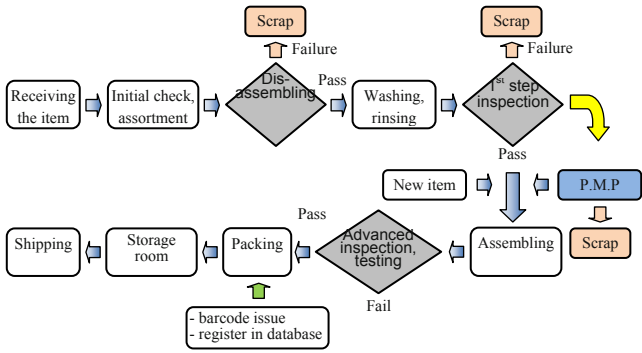 Scrap
Scrap
Failure
Failure
Receiving
the item
Initial check,
assortment
Dis-
assembling
Pass
Washing,
rinsing
1st step
inspection
Pass
New item
P.M.P
Scrap
Assembling
Advanced
inspection,
testing
Pass
Fail
Packing
Storage
room
Shipping
- barcode issue
- register in database